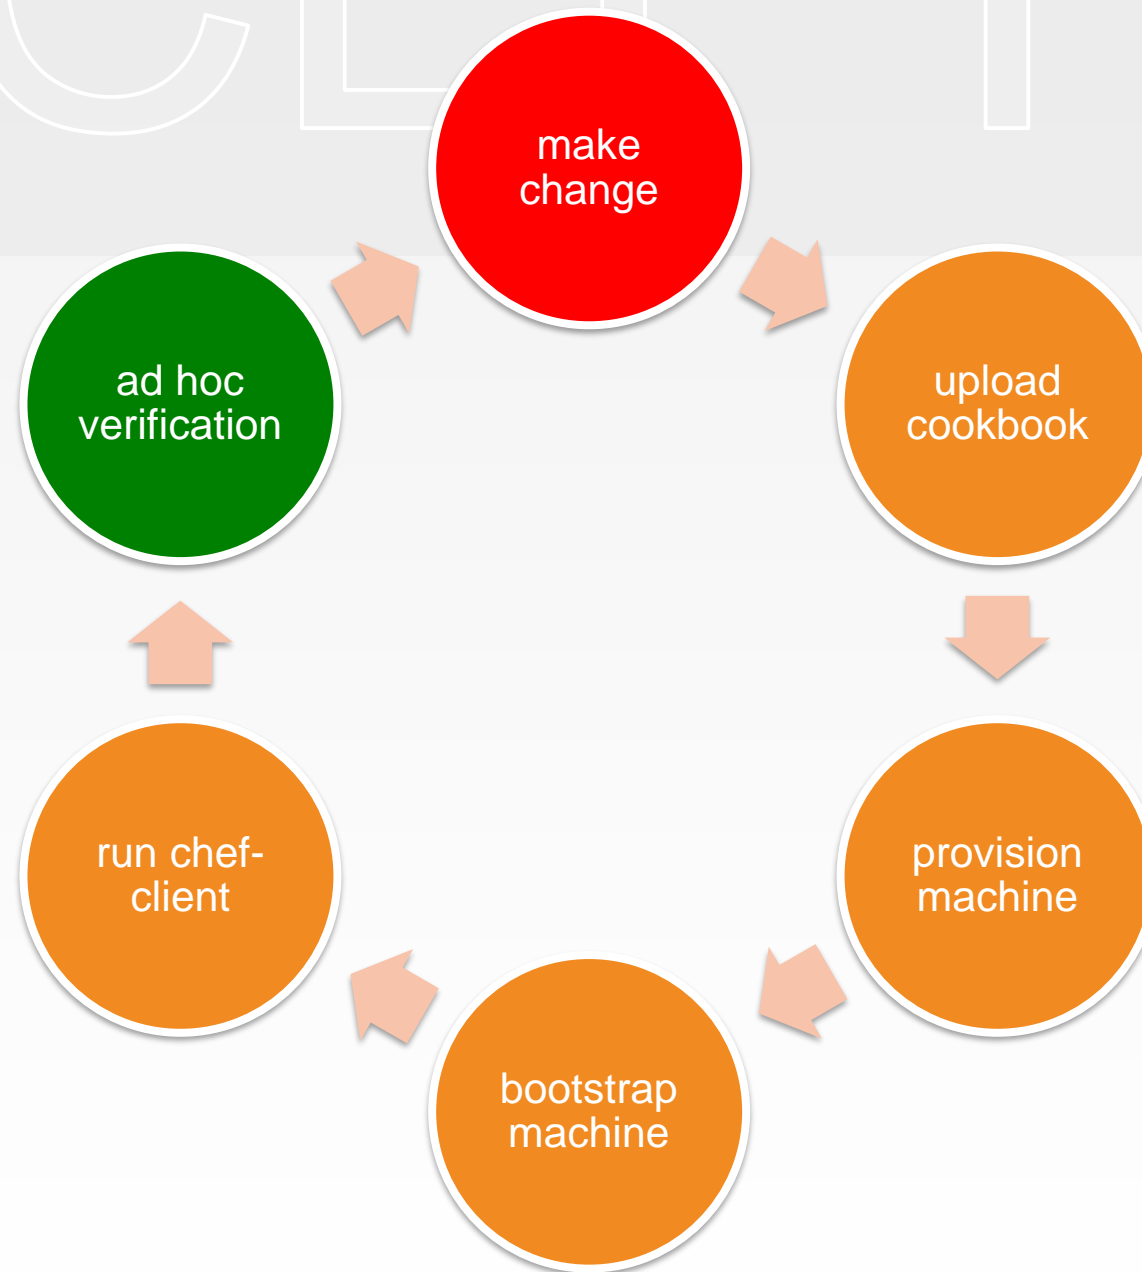 make
change
upload
cookbook
provision
machine
bootstrap
machine
run chef-
client
ad hoc
verification